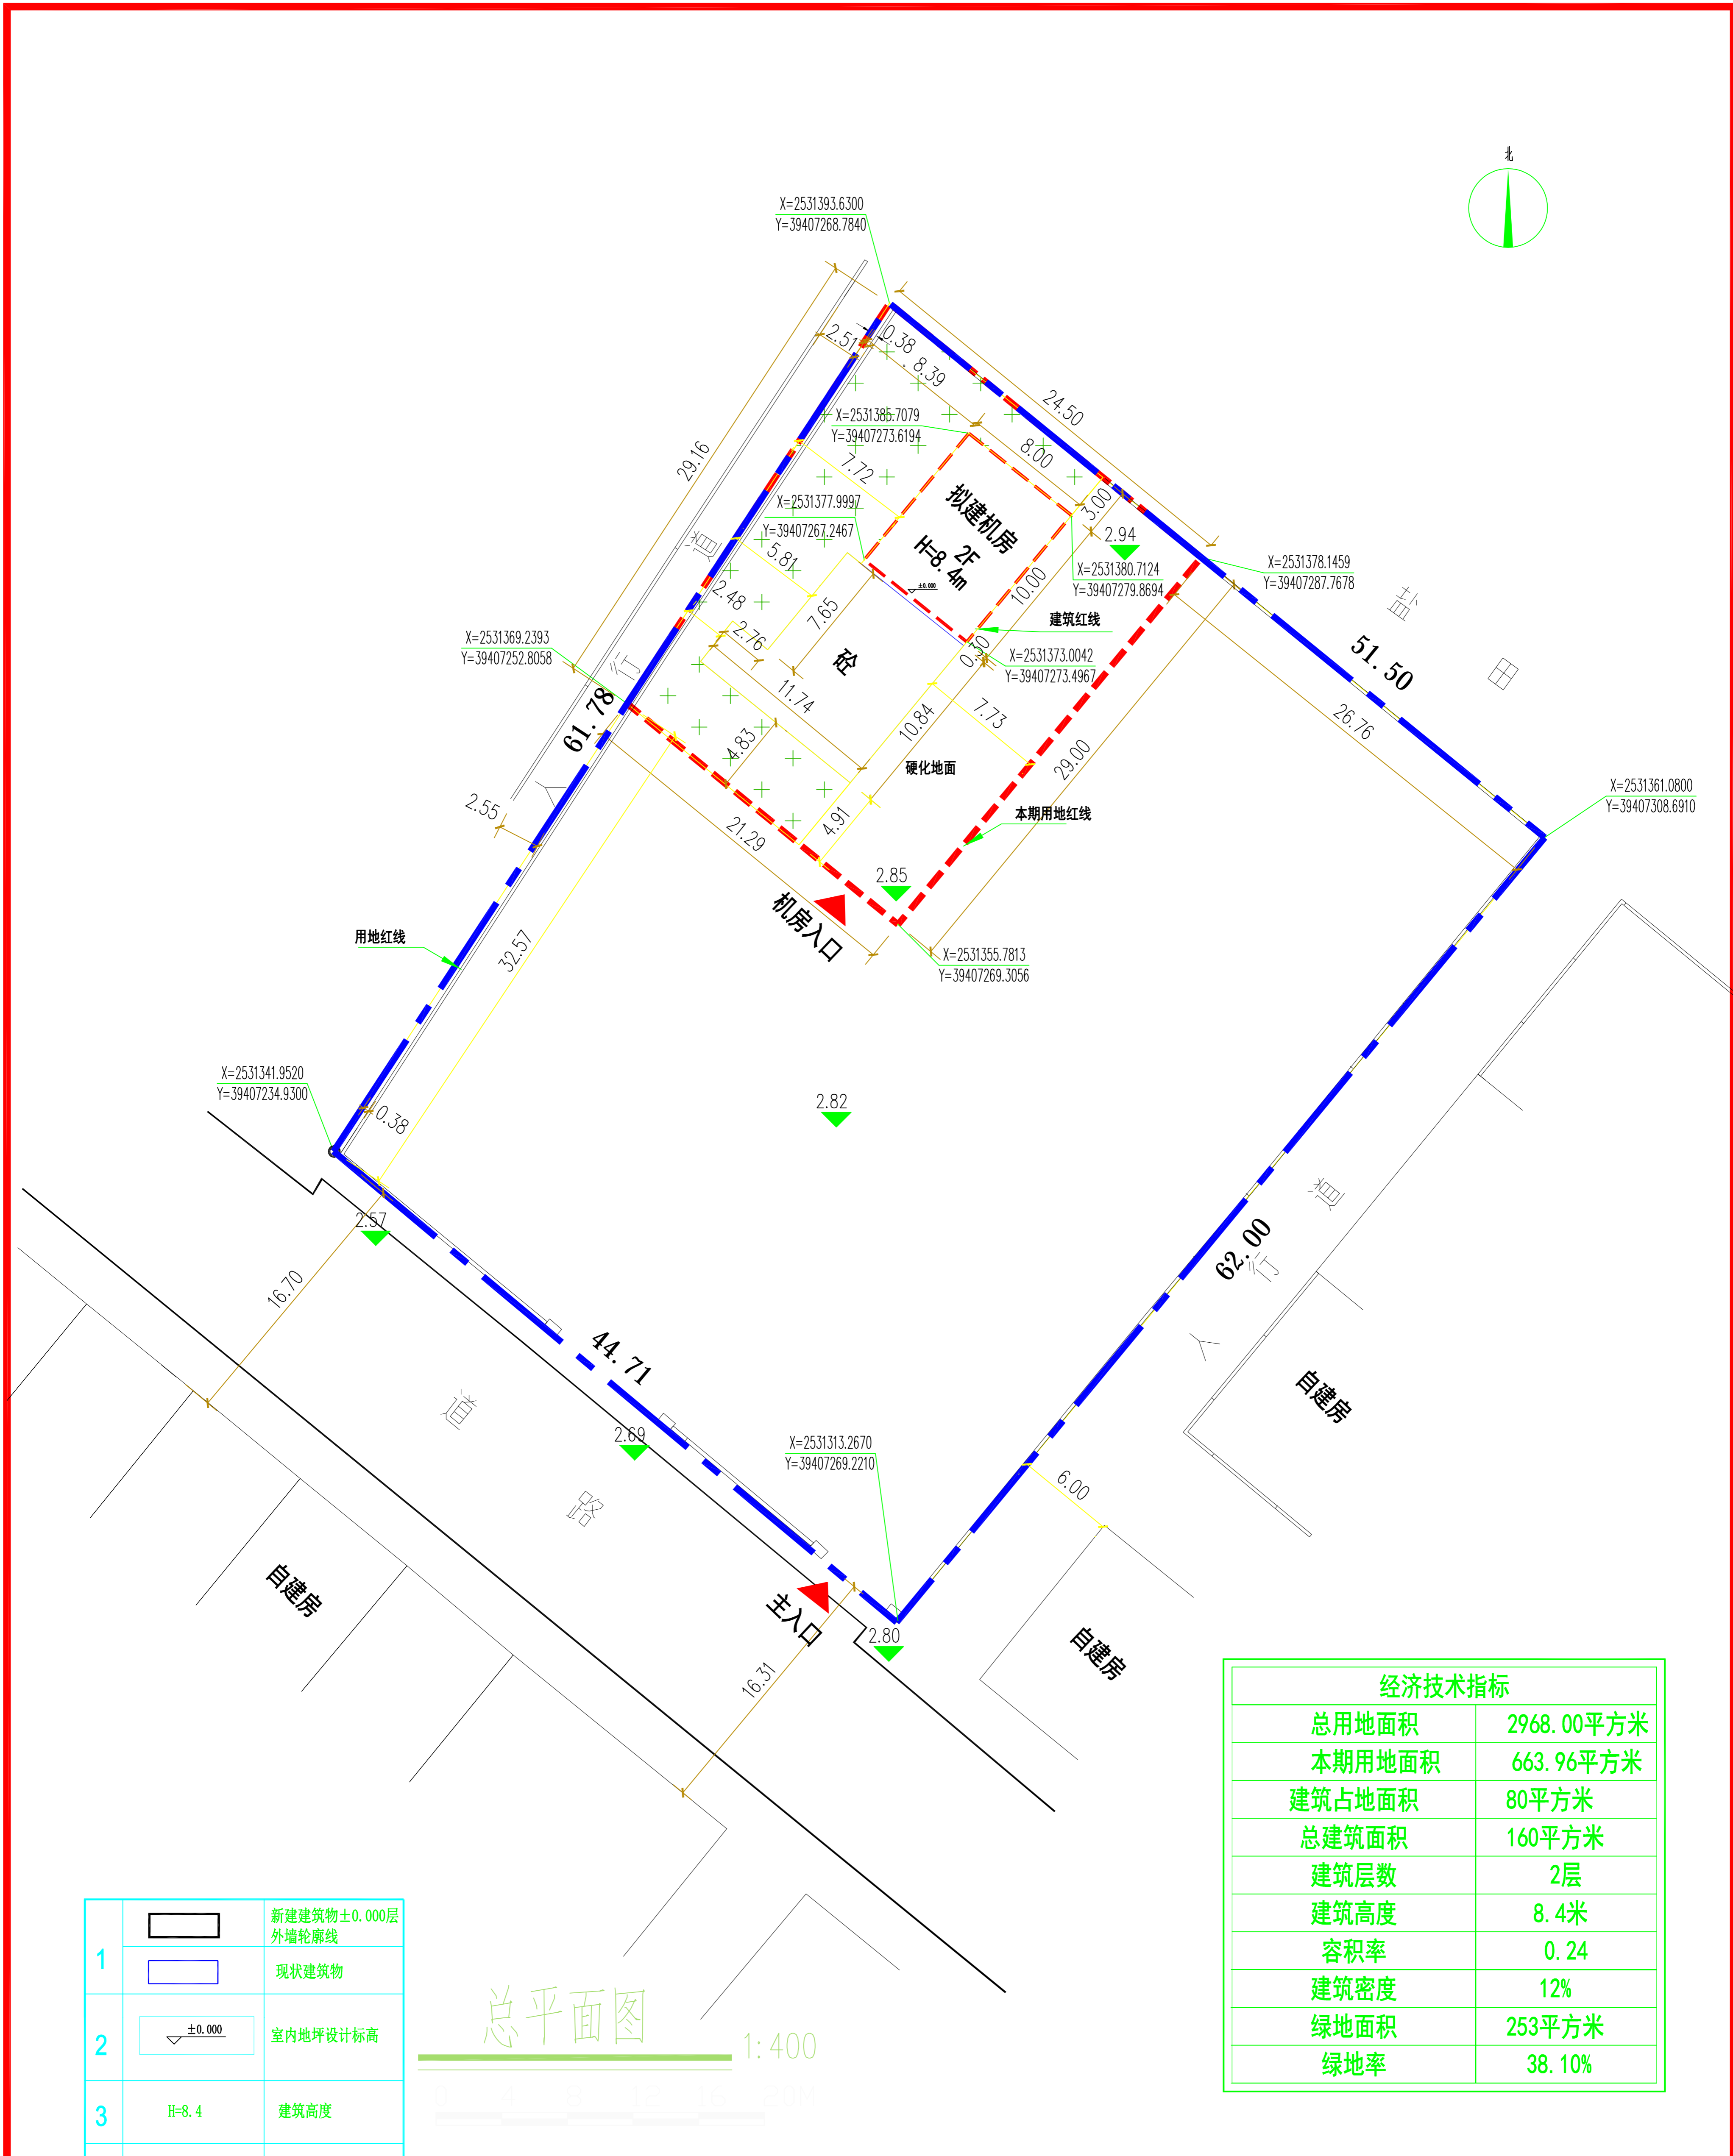 北
X=2531393.6300
Y=39407268.7840
2.51
0.38
8.39
24.50
29.16
X=2531385.7079
Y=39407273.6194
8.00
7.72
3.00
X=2531377.9997
Y=39407267.2467
拟建机房
2F
H=8.4m
±0.000
2.94
X=2531378.1459
Y=39407287.7678
X=2531380.7124
Y=39407279.8694
盐
田
道
5.81
10.00
2.48
7.65
建筑红线
2.76
X=2531369.2393
Y=39407252.8058
行
砼
0.30
X=2531373.0042
Y=39407273.4967
51.50
61.78
11.74
10.84
7.73
26.76
4.83
29.00
硬化地面
人
2.55
X=2531361.0800
Y=39407308.6910
21.29
4.91
本期用地红线
2.85
机房入口
用地红线
32.57
X=2531355.7813
Y=39407269.3056
X=2531341.9520
Y=39407234.9300
0.38
2.82
2.57
道
62.00
行
16.70
人
44.71
道
自建房
2.69
X=2531313.2670
Y=39407269.2210
6.00
路
自建房
主入口
2.80
自建房
16.31
经济技术指标
总用地面积 2968.00平方米
本期用地面积 663.96平方米
建筑占地面积 80平方米
总建筑面积 160平方米
建筑层数 2层
建筑高度 8.4米
容积率 0.24
建筑密度 12%
绿地面积 253平方米
绿地率 38.10%
1
新建建筑物±0.000层
外墙轮廓线
现状建筑物
2 ±0.000 室内地坪设计标高
3 H=8.4 建筑高度
总平面图 1:400